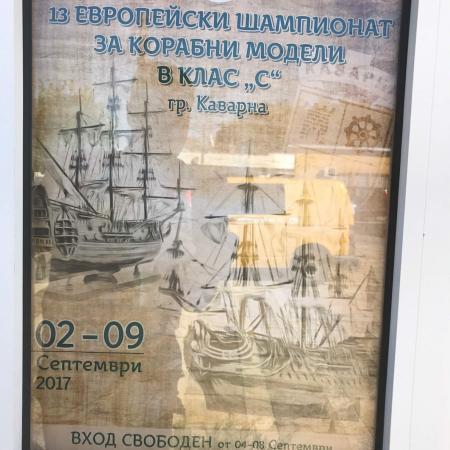 13 ЕВРОПЕЙСКИ ШАМПИОНАТ
ЗА КОРАБНИ МОДЕЛИ
В КЛАС „С“
гр. Каварна
КАВАРНА
02 – 09
Септември
2017
ВХОД СВОБОДЕН от 04-08 Септември